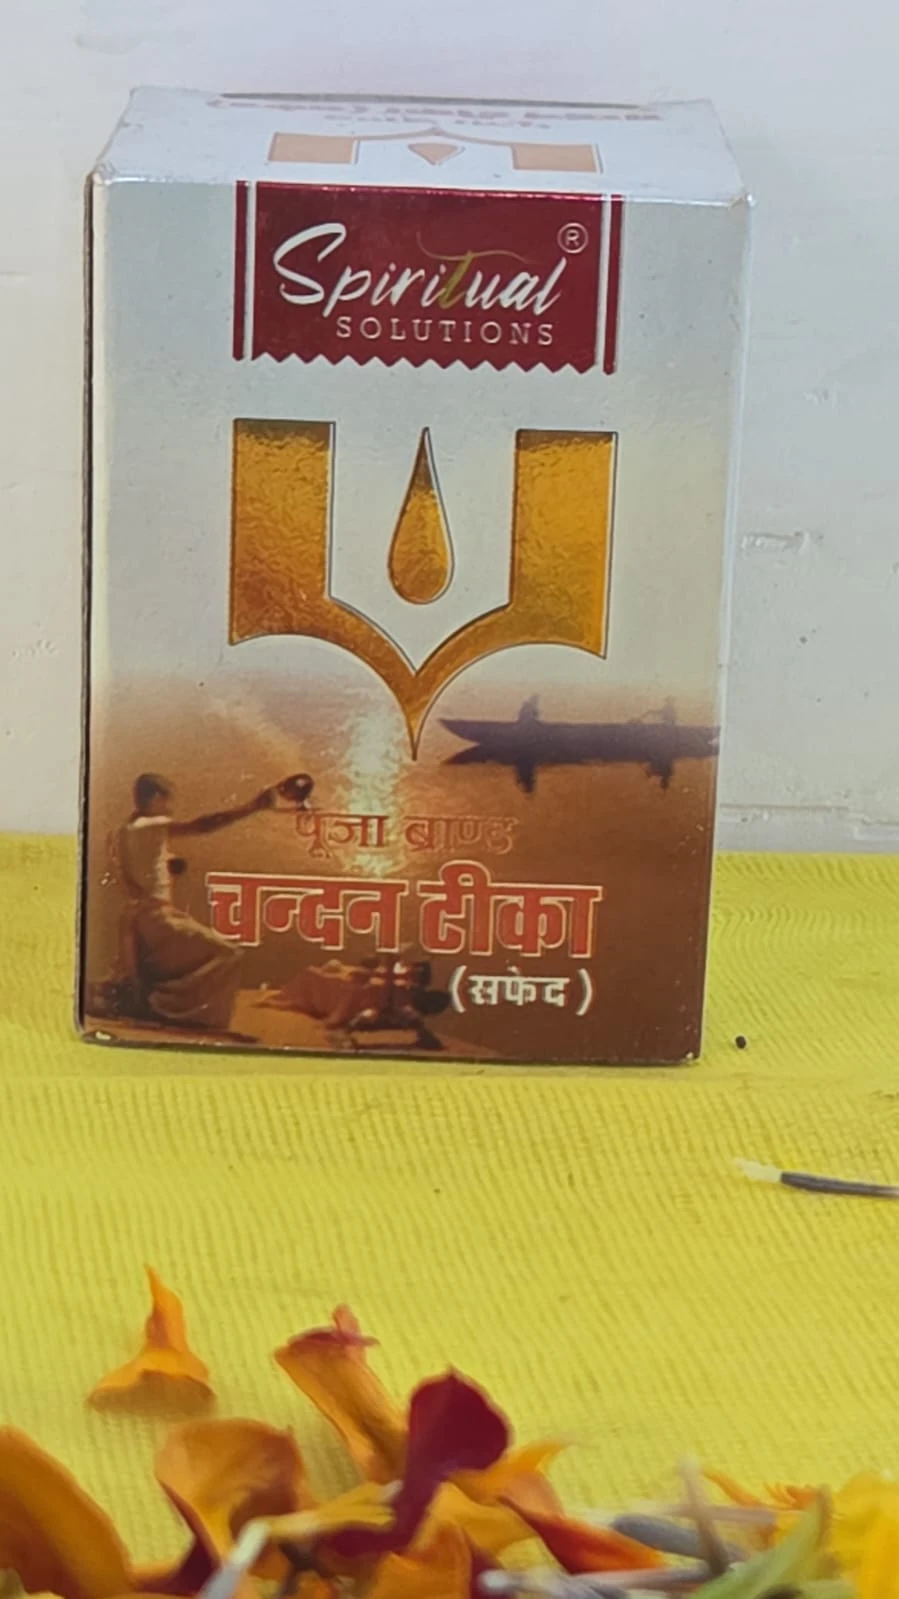 Spiritual ®
SOLUTIONS
पूजा ब्राण्ड
चन्दन टीका
(सफेद)